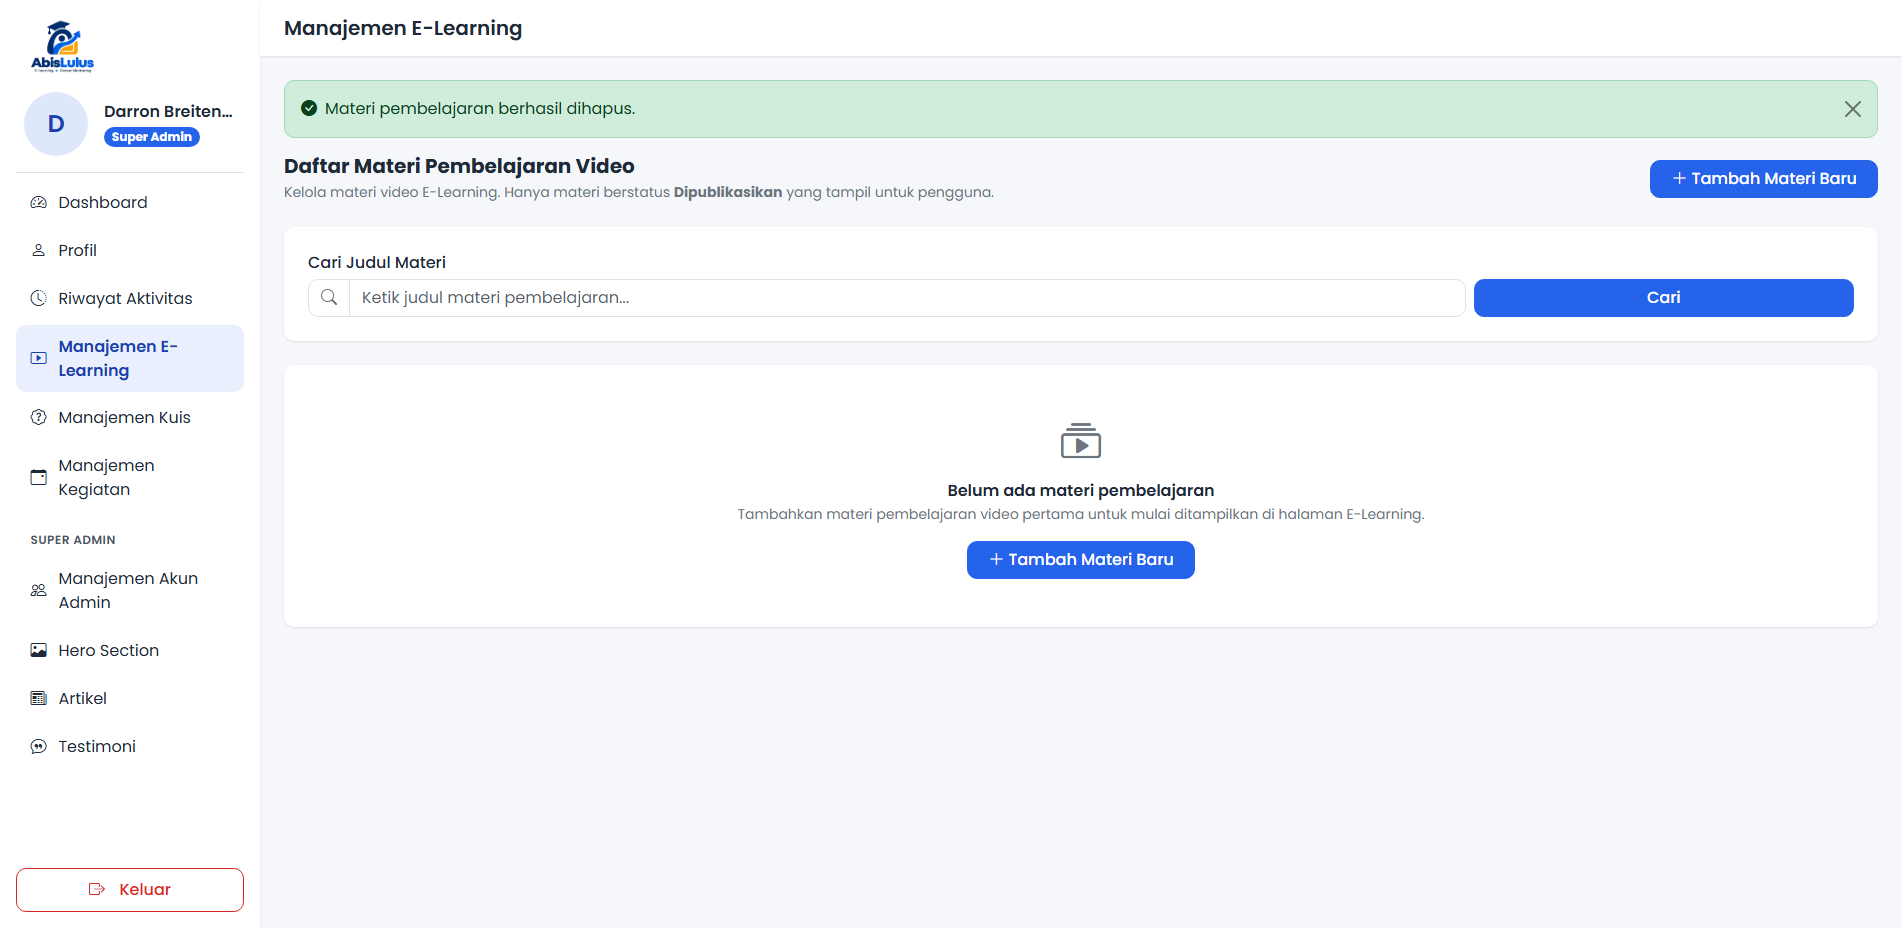 AbisLulus
D
Darron Breiten...
Super Admin
Dashboard
Profil
Riwayat Aktivitas
Manajemen E-
Learning
Manajemen Kuis
Manajemen
Kegiatan
SUPER ADMIN
Manajemen Akun
Admin
Hero Section
Artikel
Testimoni
Keluar
Manajemen E-Learning
Materi pembelajaran berhasil dihapus.
Daftar Materi Pembelajaran Video
Kelola materi video E-Learning. Hanya materi berstatus Dipublikasikan yang tampil untuk pengguna.
Tambah Materi Baru
Cari Judul Materi
Ketik judul materi pembelajaran...
Cari
Belum ada materi pembelajaran
Tambahkan materi pembelajaran video pertama untuk mulai ditampilkan di halaman E-Learning.
Tambah Materi Baru